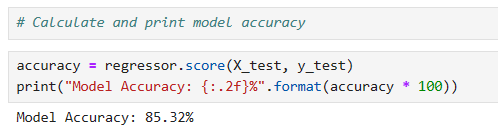 # Calculate and print model accuracy
accuracy = regressor.score(X_test, y_test)
print("Model Accuracy: {:.2f}%".format(accuracy * 100))
Model Accuracy: 85.32%